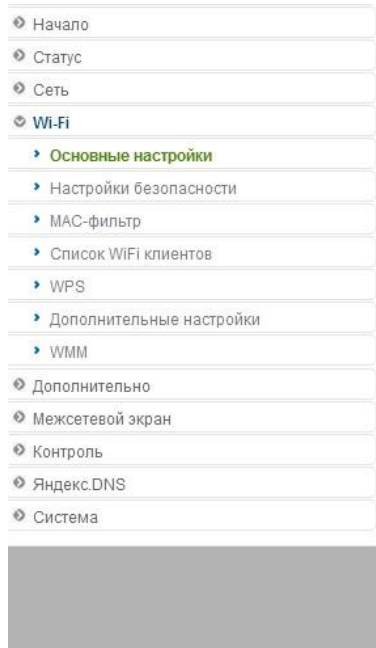 Начало
Статус
Сеть
Wi-Fi
Основные настройки
Настройки безопасности
MAC-фильтр
Список WiFi клиентов
WPS
Дополнительные настройки
WMM
Дополнительно
Межсетевой экран
Контроль
Яндекс.DNS
Система